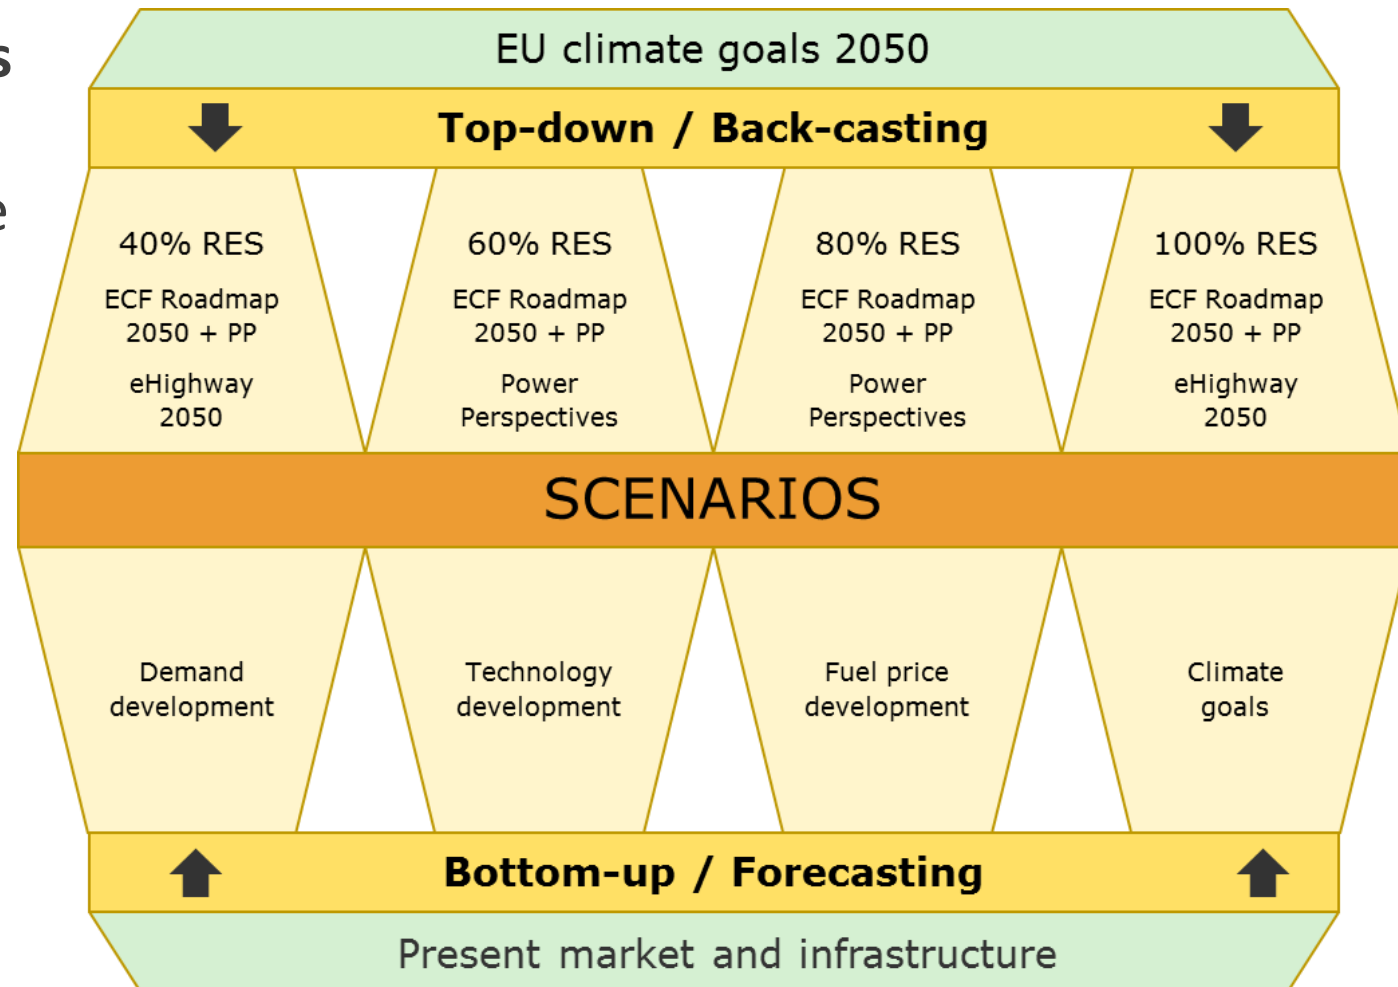 s
e
EU climate goals 2050
Top-down / Back-casting
40% RES
ECF Roadmap
2050 + PP
eHighway
2050
60% RES
ECF Roadmap
2050 + PP
Power
Perspectives
80% RES
ECF Roadmap
2050 + PP
Power
Perspectives
100% RES
ECF Roadmap
2050 + PP
eHighway
2050
SCENARIOS
Demand
development
Technology
development
Fuel price
development
Climate
goals
Bottom-up / Forecasting
Present market and infrastructure